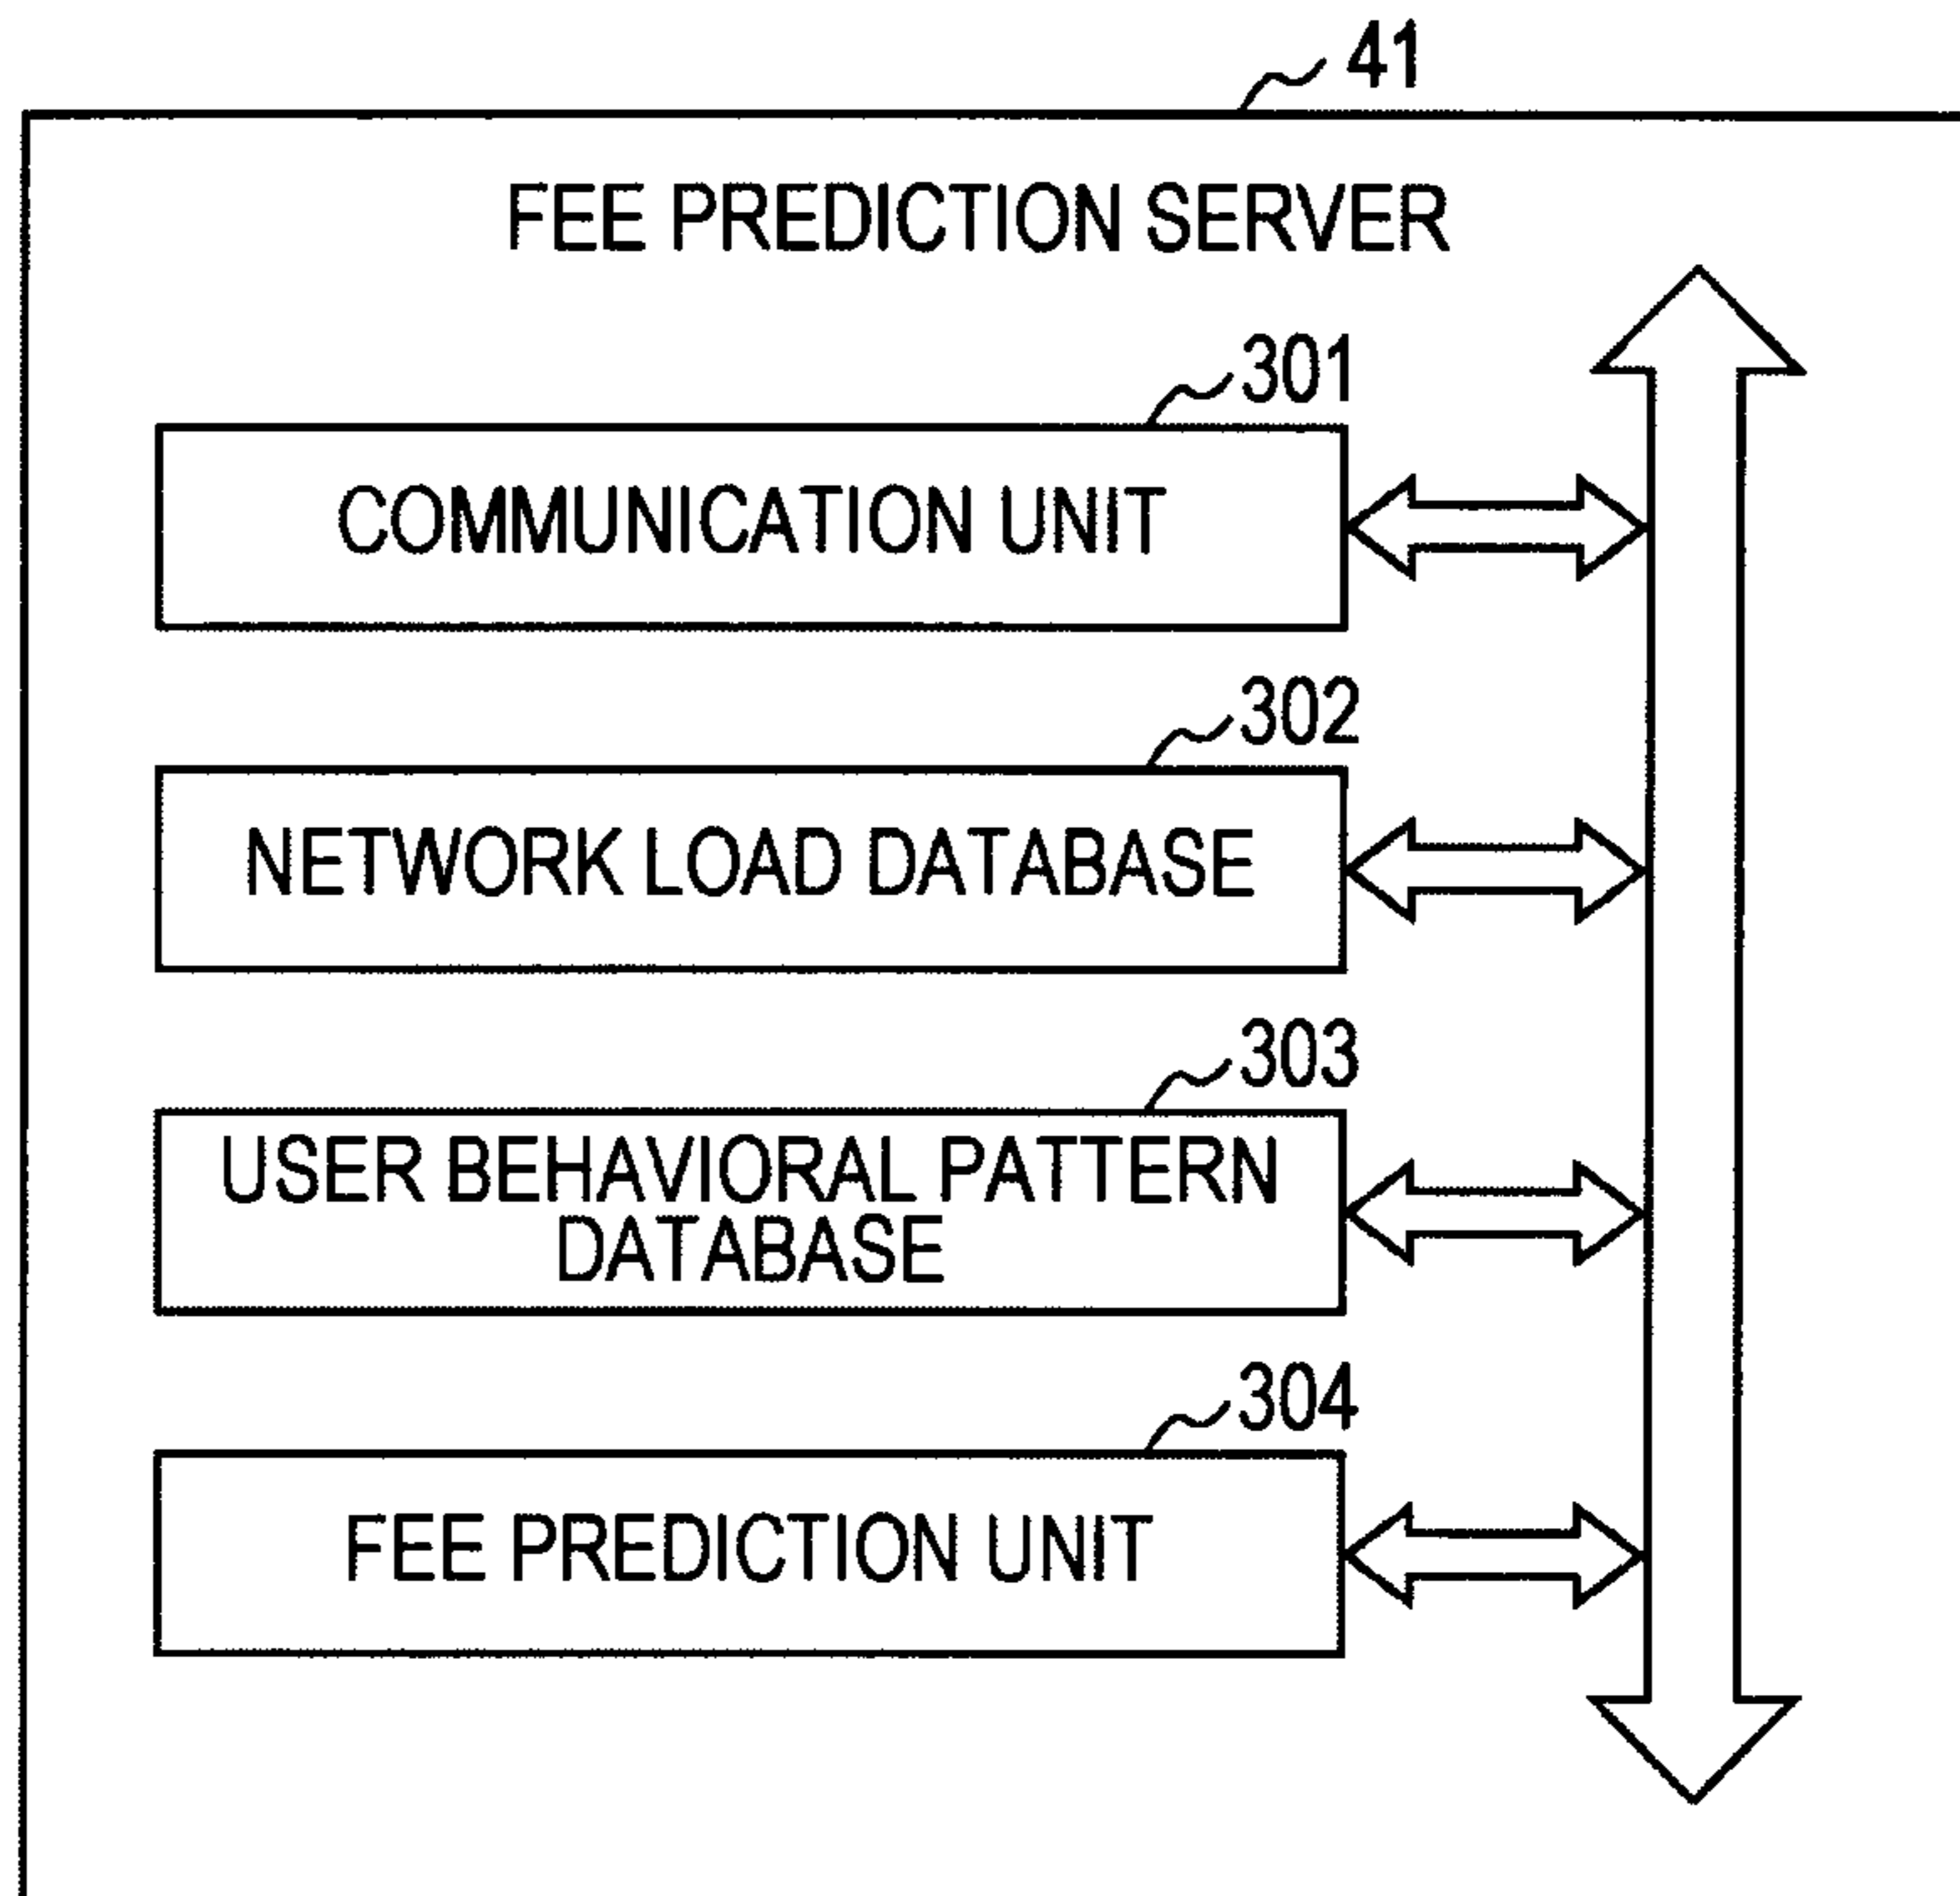 41
FEE PREDICTION SERVER
301
COMMUNICATION UNIT
302
NETWORK LOAD DATABASE
303
USER BEHAVIORAL PATTERN
DATABASE
304
FEE PREDICTION UNIT